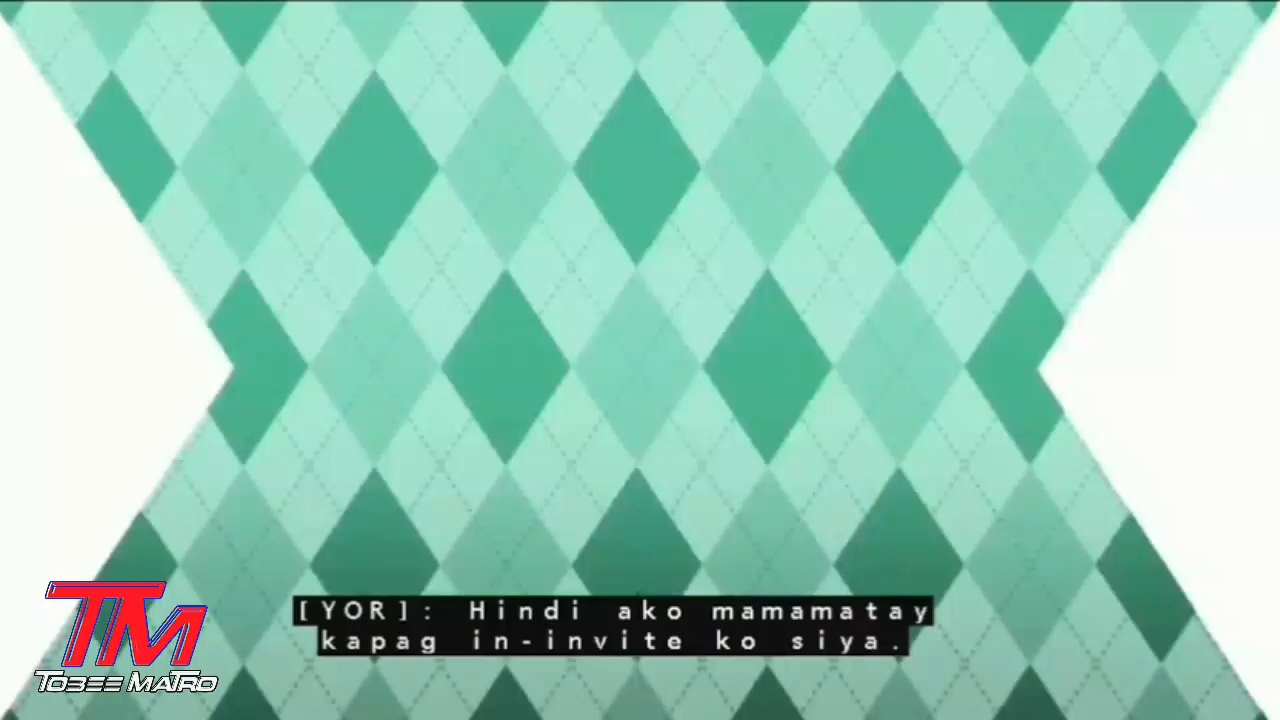 [YOR]: Hindi ako mamamatay
kapag in-invite ko siya.
TM
TOBEE MATRO